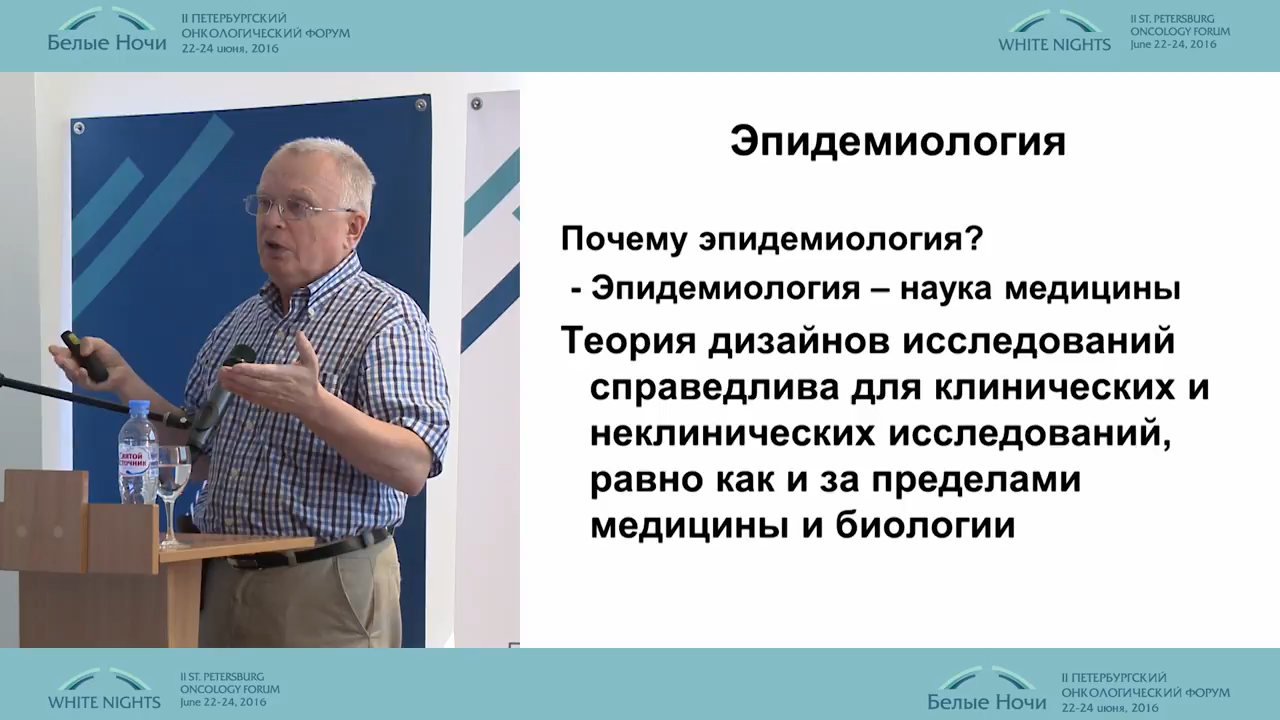 Белые Ночи
II ПЕТЕРБУРГСКИЙ
ОНКОЛОГИЧЕСКИЙ ФОРУМ
22-24 июня, 2016
WHITE NIGHTS
II ST. PETERSBURG
ONCOLOGY FORUM
June 22-24, 2016
Эпидемиология
Почему эпидемиология?
- Эпидемиология – наука медицины
Теория дизайнов исследований
справедлива для клинических и
неклинических исследований,
равно как и за пределами
медицины и биологии
WHITE NIGHTS
II ST. PETERSBURG
ONCOLOGY FORUM
June 22-24, 2016
Белые Ночи
II ПЕТЕРБУРГСКИЙ
ОНКОЛОГИЧЕСКИЙ ФОРУМ
22-24 июня, 2016